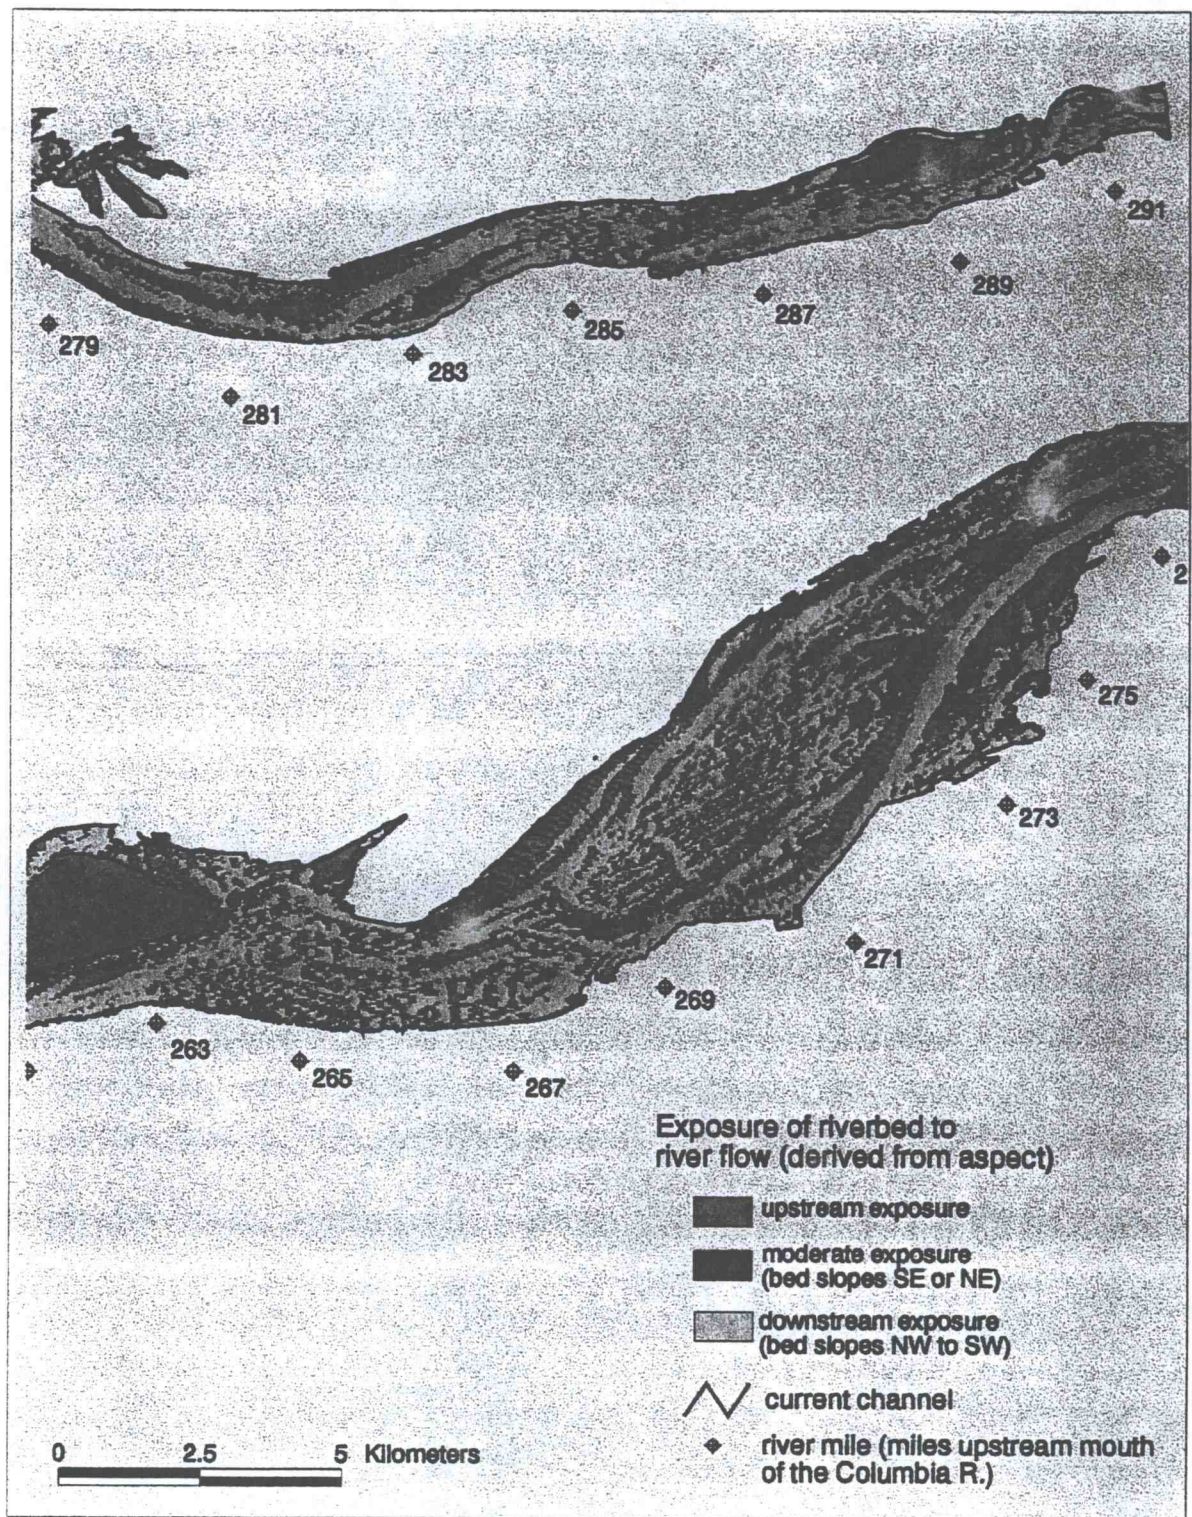 291
289
287
285
279
283
281
2
275
273
271
269
263
265
267
Exposure of riverbed to
river flow (derived from aspect)
upstream exposure
moderate exposure
(bed slopes SE or NE)
downstream exposure
(bed slopes NW to SW)
current channel
river mile (miles upstream mouth
of the Columbia R.)
0 2.5 5 Kilometers